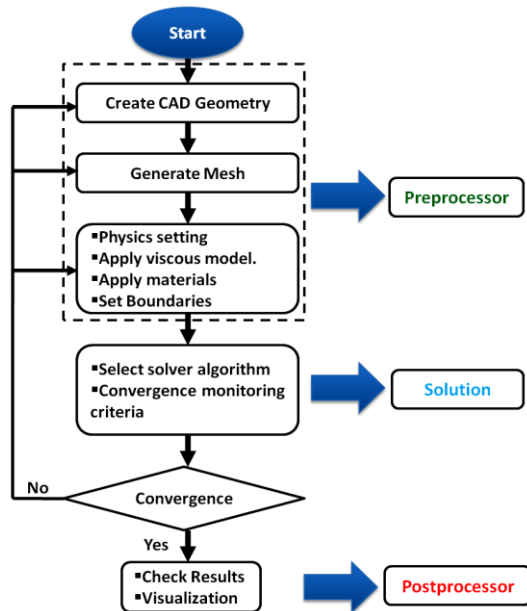 Start
Create CAD Geometry
Generate Mesh
▪Physics setting
▪Apply viscous model.
▪Apply materials
▪Set Boundaries
Preprocessor
▪Select solver algorithm
▪Convergence monitoring
criteria
Solution
No
Convergence
Yes
▪Check Results
▪Visualization
Postprocessor